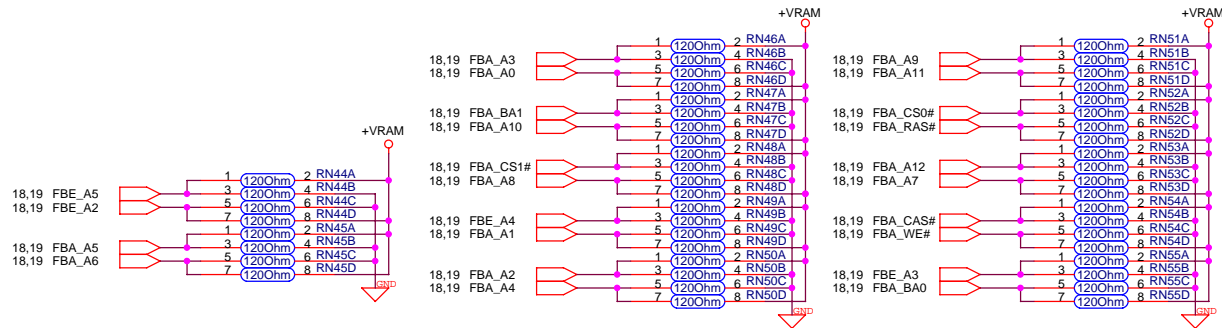 +VRAM
1 120Ohm 2 RN44A
3 120Ohm 4 RN44B
18,19 FBE_A5
5 120Ohm 6 RN44C
18,19 FBE_A2
7 120Ohm 8 RN44D
1 120Ohm 2 RN45A
3 120Ohm 4 RN45B
18,19 FBA_A5
5 120Ohm 6 RN45C
18,19 FBA_A6
7 120Ohm 8 RN45D
GND
+VRAM
1 120Ohm 2 RN46A
3 120Ohm 4 RN46B
18,19 FBA_A3
5 120Ohm 6 RN46C
18,19 FBA_A0
7 120Ohm 8 RN46D
1 120Ohm 2 RN47A
3 120Ohm 4 RN47B
18,19 FBA_BA1
5 120Ohm 6 RN47C
18,19 FBA_A10
7 120Ohm 8 RN47D
1 120Ohm 2 RN48A
3 120Ohm 4 RN48B
18,19 FBA_CS1#
5 120Ohm 6 RN48C
18,19 FBA_A8
7 120Ohm 8 RN48D
1 120Ohm 2 RN49A
3 120Ohm 4 RN49B
18,19 FBE_A4
5 120Ohm 6 RN49C
18,19 FBA_A1
7 120Ohm 8 RN49D
1 120Ohm 2 RN50A
3 120Ohm 4 RN50B
18,19 FBA_A2
5 120Ohm 6 RN50C
18,19 FBA_A4
7 120Ohm 8 RN50D
GND
+VRAM
1 120Ohm 2 RN51A
3 120Ohm 4 RN51B
18,19 FBA_A9
5 120Ohm 6 RN51C
18,19 FBA_A11
7 120Ohm 8 RN51D
1 120Ohm 2 RN52A
3 120Ohm 4 RN52B
18,19 FBA_CS0#
5 120Ohm 6 RN52C
18,19 FBA_RAS#
7 120Ohm 8 RN52D
1 120Ohm 2 RN53A
3 120Ohm 4 RN53B
18,19 FBA_A12
5 120Ohm 6 RN53C
18,19 FBA_A7
7 120Ohm 8 RN53D
1 120Ohm 2 RN54A
3 120Ohm 4 RN54B
18,19 FBA_CAS#
5 120Ohm 6 RN54C
18,19 FBA_WE#
7 120Ohm 8 RN54D
1 120Ohm 2 RN55A
3 120Ohm 4 RN55B
18,19 FBE_A3
5 120Ohm 6 RN55C
18,19 FBA_BA0
7 120Ohm 8 RN55D
GND